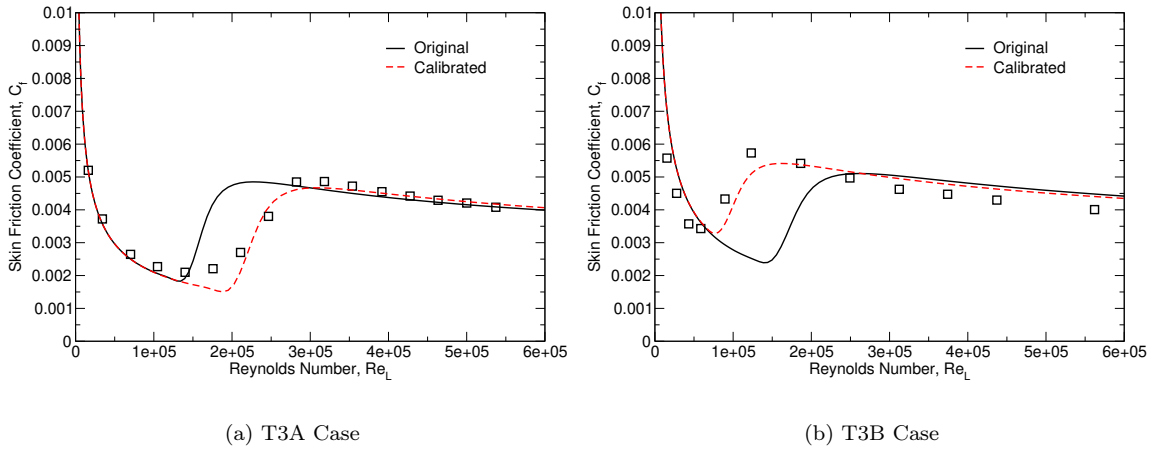 0.01
0.009
0.008
0.007
0.006
0.005
0.004
0.003
0.002
0.001
0
Skin Friction Coefficient, C_f
Original
Calibrated
0 1e+05 2e+05 3e+05 4e+05 5e+05 6e+05
Reynolds Number, Re_L
(a) T3A Case
0.01
0.009
0.008
0.007
0.006
0.005
0.004
0.003
0.002
0.001
0
Skin Friction Coefficient, C_f
Original
Calibrated
0 1e+05 2e+05 3e+05 4e+05 5e+05 6e+05
Reynolds Number, Re_L
(b) T3B Case